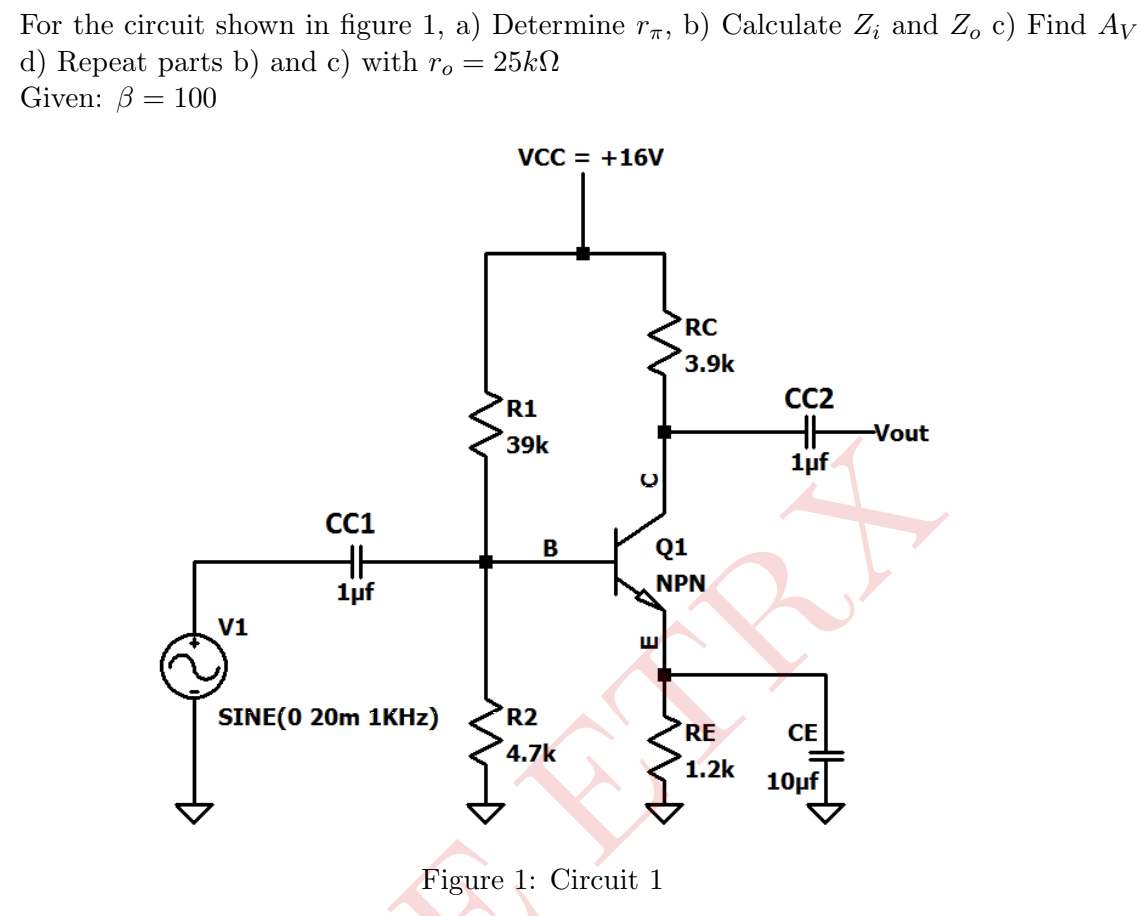 For the circuit shown in figure 1, a) Determine rπ, b) Calculate Zi and Zo c) Find AV
d) Repeat parts b) and c) with ro = 25kΩ
Given: β = 100
VCC = +16V
RC
3.9k
CC2
Vout
1µf
R1
39k
C
CC1
1µf
B
Q1
NPN
V1
E
SINE(0 20m 1KHz)
R2
4.7k
RE
1.2k
CE
10µf
Figure 1: Circuit 1
E ETRX